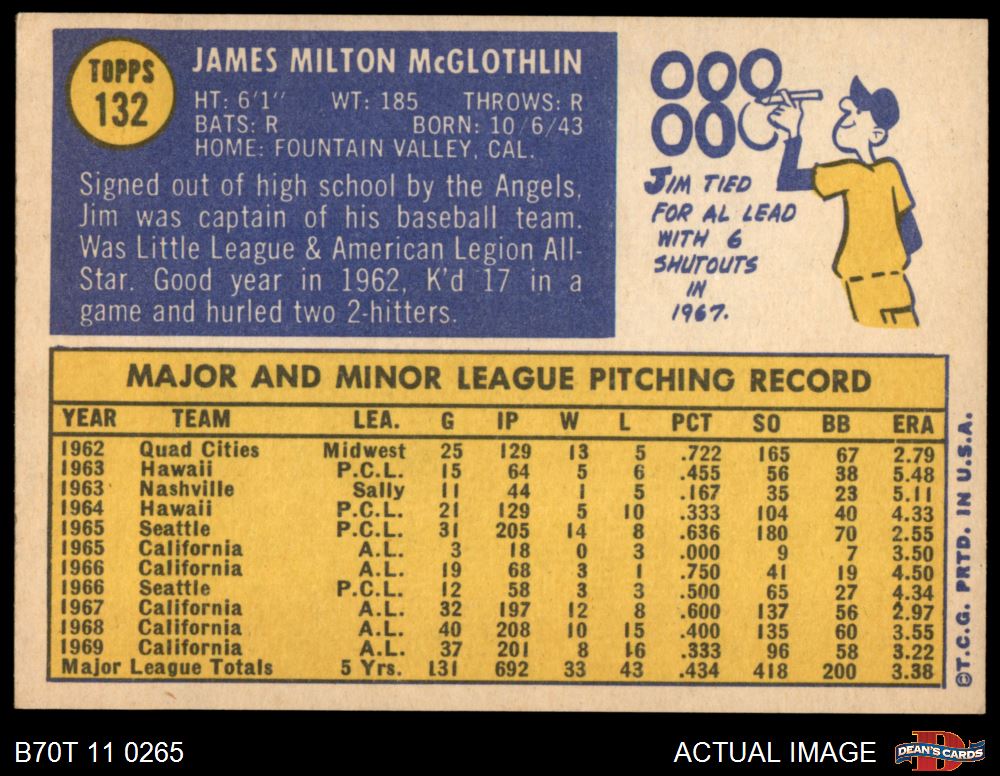 TOPPS
132
JAMES MILTON McGLOTHLIN
HT: 6'1" WT: 185 THROWS: R
BATS: R BORN: 10/6/43
HOME: FOUNTAIN VALLEY, CAL.
Signed out of high school by the Angels,
Jim was captain of his baseball team.
Was Little League & American Legion All-
Star. Good year in 1962, K'd 17 in a
game and hurled two 2-hitters.
000
000
JIM TIED
FOR AL LEAD
WITH 6
SHUTOUTS
IN
1967.
MAJOR AND MINOR LEAGUE PITCHING RECORD
YEAR TEAM LEA. G IP W L PCT SO BB ERA
1962 Quad Cities Midwest 25 129 13 5 .722 165 67 2.79
1963 Hawaii P.C.L. 15 64 5 6 .455 56 38 5.48
1963 Nashville Sally 11 44 1 5 .167 35 23 5.11
1964 Hawaii P.C.L. 21 129 5 10 .333 104 40 4.33
1965 Seattle P.C.L. 31 205 14 8 .636 180 70 2.55
1965 California A.L. 3 18 0 3 .000 9 7 3.50
1966 California A.L. 19 68 3 1 .750 41 19 4.50
1966 Seattle P.C.L. 12 58 3 3 .500 65 27 4.34
1967 California A.L. 32 197 12 8 .600 137 56 2.97
1968 California A.L. 40 208 10 15 .400 135 60 3.55
1969 California A.L. 37 201 8 16 .333 96 58 3.22
Major League Totals 5 Yrs. 131 692 33 43 .434 418 200 3.38
©T.C.G. PRTD. IN U.S.A.
B70T 11 0265
ACTUAL IMAGE
DEAN'S CARDS